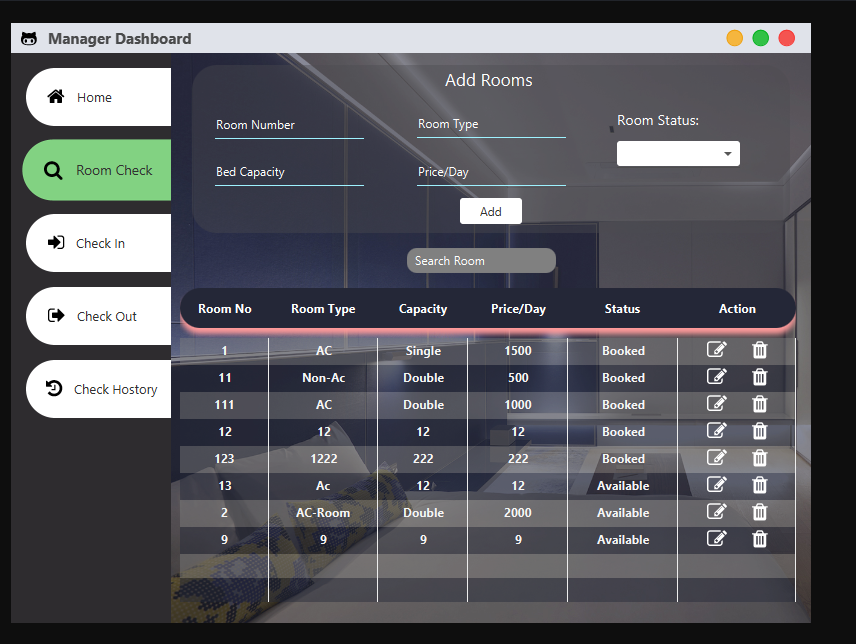 Manager Dashboard
Home
Room Check
Check In
Check Out
Check Hostory
Add Rooms
Room Number
Room Type
Room Status:
Bed Capacity
Price/Day
Add
Search Room
Room No Room Type Capacity Price/Day Status Action
1 AC Single 1500 Booked
11 Non-Ac Double 500 Booked
111 AC Double 1000 Booked
12 12 12 12 Booked
123 1222 222 222 Booked
13 Ac 12 12 Available
2 AC-Room Double 2000 Available
9 9 9 9 Available